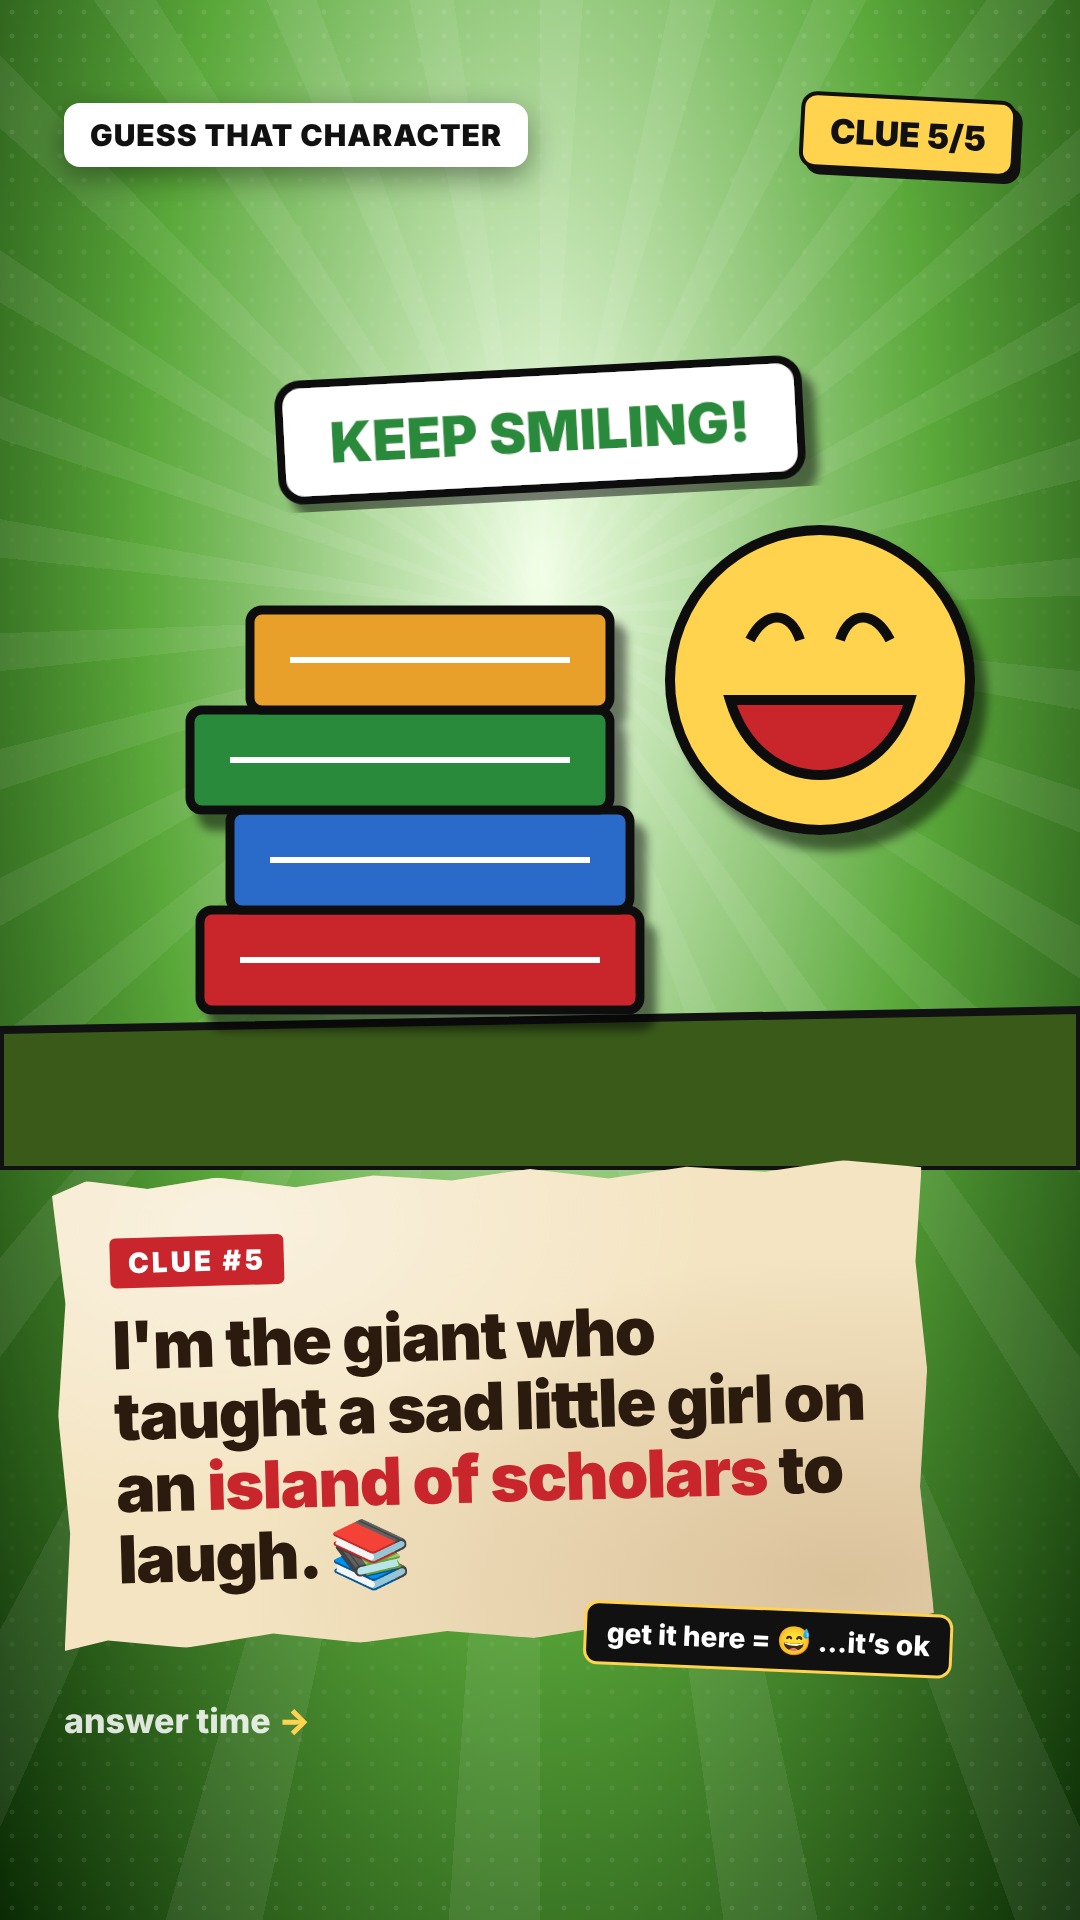 GUESS THAT CHARACTER
CLUE 5/5
KEEP SMILING!
CLUE #5
I'm the giant who
taught a sad little girl on
an island of scholars to
laugh. 📚
get it here = 😅 ...it's ok
answer time →